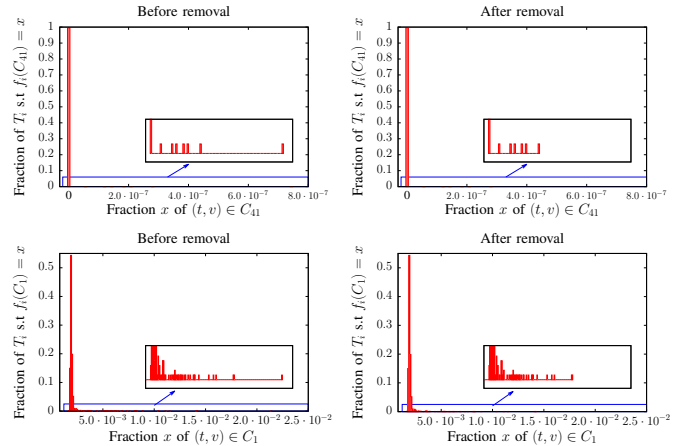 Before removal
1
0.9
0.8
0.7
0.6
0.5
0.4
0.3
0.2
0.1
0
Fraction of T_i s.t f_i(C_41) = x
0 2.0·10^-7 4.0·10^-7 6.0·10^-7 8.0·10^-7
Fraction x of (t, v) ∈ C_41
After removal
1
0.9
0.8
0.7
0.6
0.5
0.4
0.3
0.2
0.1
0
Fraction of T_i s.t f_i(C_41) = x
0 2.0·10^-7 4.0·10^-7 6.0·10^-7 8.0·10^-7
Fraction x of (t, v) ∈ C_41
Before removal
0.5
0.4
0.3
0.2
0.1
0
Fraction of T_i s.t f_i(C_1) = x
5.0·10^-3 1.0·10^-2 1.5·10^-2 2.0·10^-2 2.5·10^-2
Fraction x of (t, v) ∈ C_1
After removal
0.5
0.4
0.3
0.2
0.1
0
Fraction of T_i s.t f_i(C_1) = x
5.0·10^-3 1.0·10^-2 1.5·10^-2 2.0·10^-2 2.5·10^-2
Fraction x of (t, v) ∈ C_1